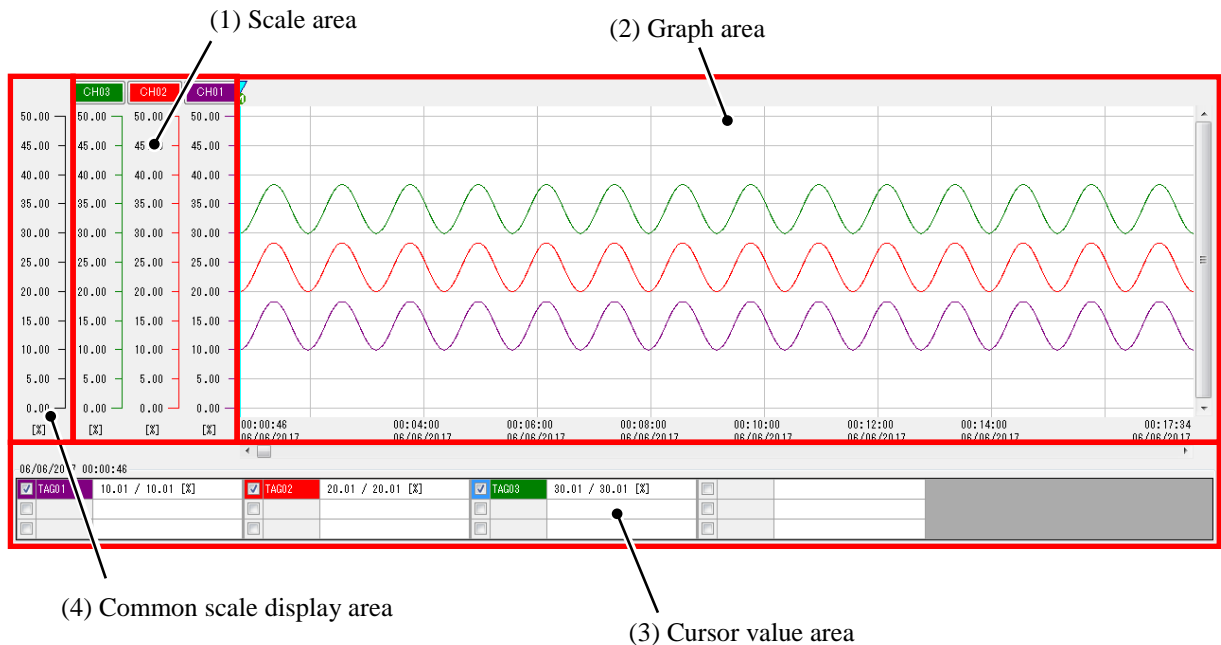 (1) Scale area
(2) Graph area
CH03 CH02 CH01
50.00 50.00 50.00 50.00
45.00 45.00 45 45.00
40.00 40.00 40.00 40.00
35.00 35.00 35.00 35.00
30.00 30.00 30.00 30.00
25.00 25.00 25.00 25.00
20.00 20.00 20.00 20.00
15.00 15.00 15.00 15.00
10.00 10.00 10.00 10.00
5.00 5.00 5.00 5.00
0.00 0.00 0.00 0.00
[%] [%] [%] [%]
00:00:46 00:04:00 00:06:00 00:08:00 00:10:00 00:12:00 00:14:00 00:17:34
06/06/2017 06/06/2017 06/06/2017 06/06/2017 06/06/2017 06/06/2017 06/06/2017 06/06/2017
06/06/2017 00:00:46
TAG01 10.01 / 10.01 [%] TAG02 20.01 / 20.01 [%] TAG03 30.01 / 30.01 [%]
(4) Common scale display area
(3) Cursor value area